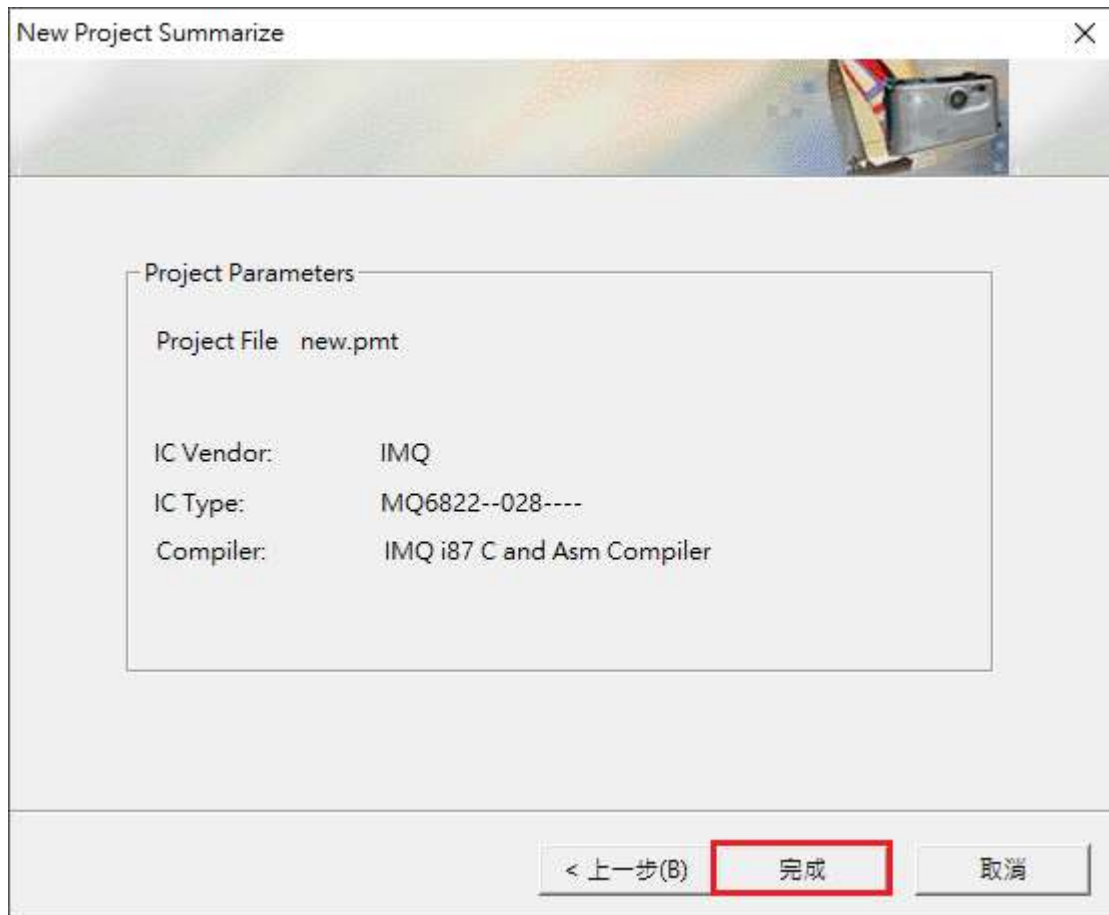 New Project Summarize
Project Parameters
Project File new.pmt
IC Vendor: IMQ
IC Type: MQ6822--028----
Compiler: IMQ i87 C and Asm Compiler
< 上一步(B) 完成 取消